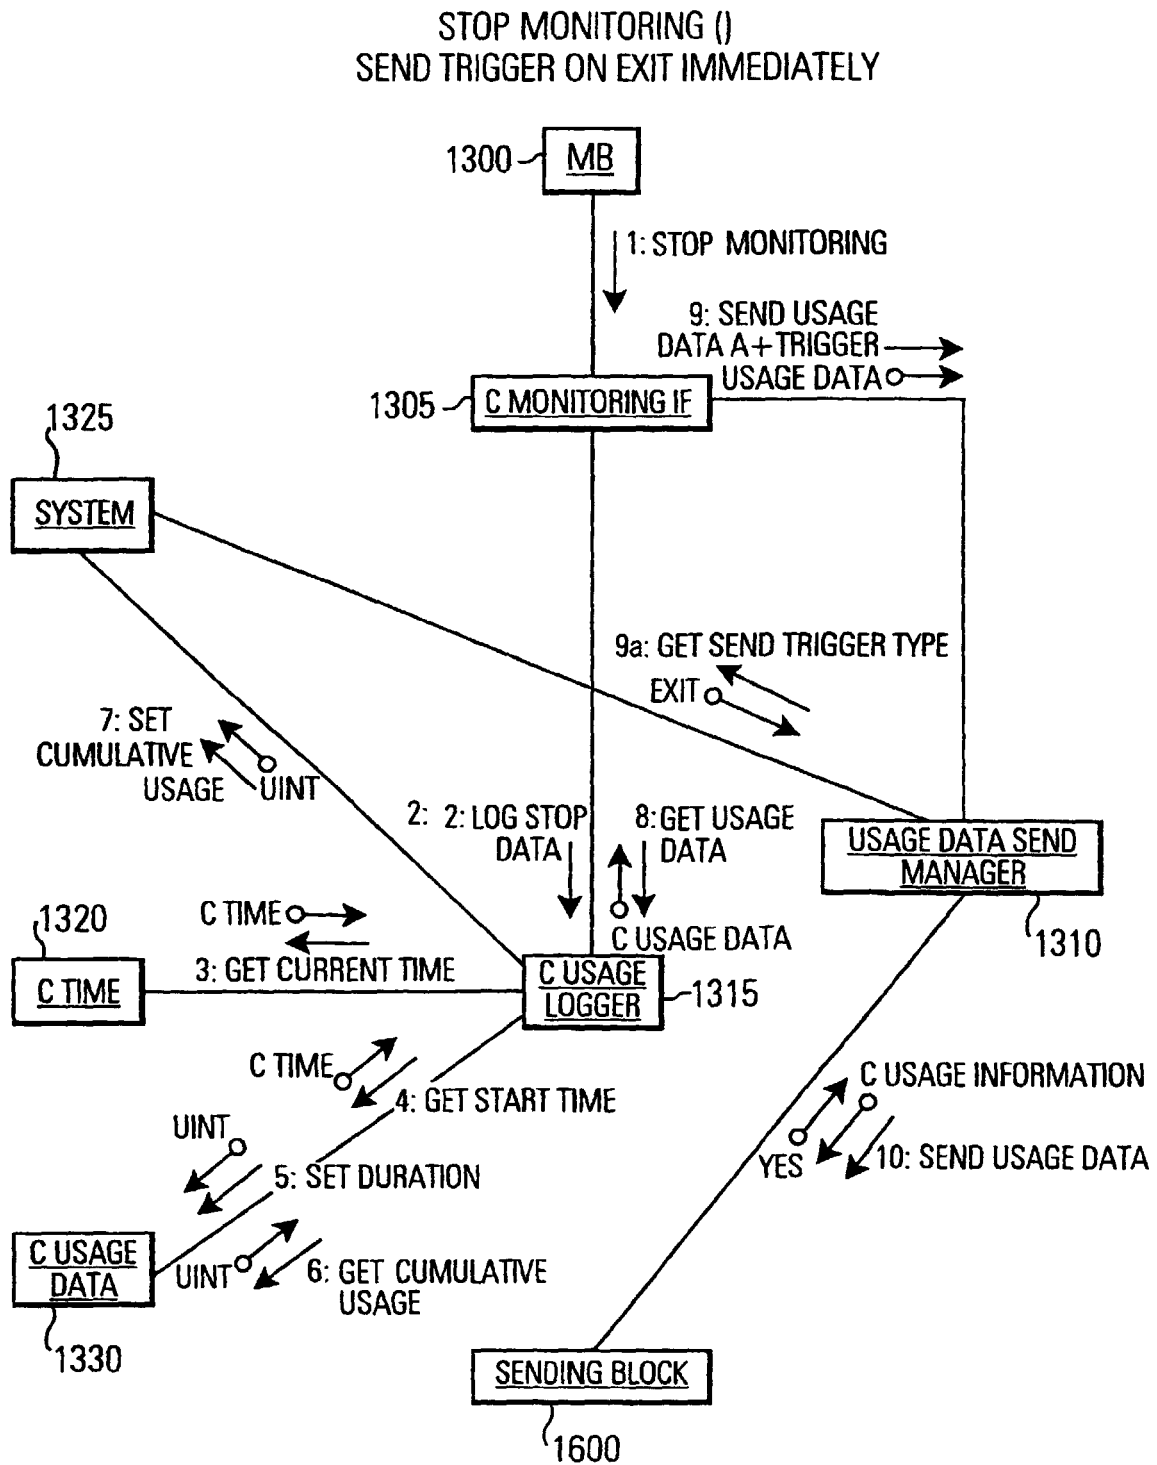 STOP MONITORING ()
SEND TRIGGER ON EXIT IMMEDIATELY
1300
MB
1: STOP MONITORING
9: SEND USAGE
DATA A+TRIGGER
USAGE DATA
1305
C MONITORING IF
1325
SYSTEM
9a: GET SEND TRIGGER TYPE
EXIT
7: SET
CUMULATIVE
USAGE
UINT
2:
2: LOG STOP
DATA
8: GET USAGE
DATA
C USAGE DATA
USAGE DATA SEND
MANAGER
1310
1320
C TIME
C TIME
3: GET CURRENT TIME
C USAGE
LOGGER
1315
C TIME
4: GET START TIME
UINT
5: SET DURATION
C USAGE INFORMATION
YES
10: SEND USAGE DATA
C USAGE
DATA
1330
UINT
6: GET CUMULATIVE
USAGE
SENDING BLOCK
1600